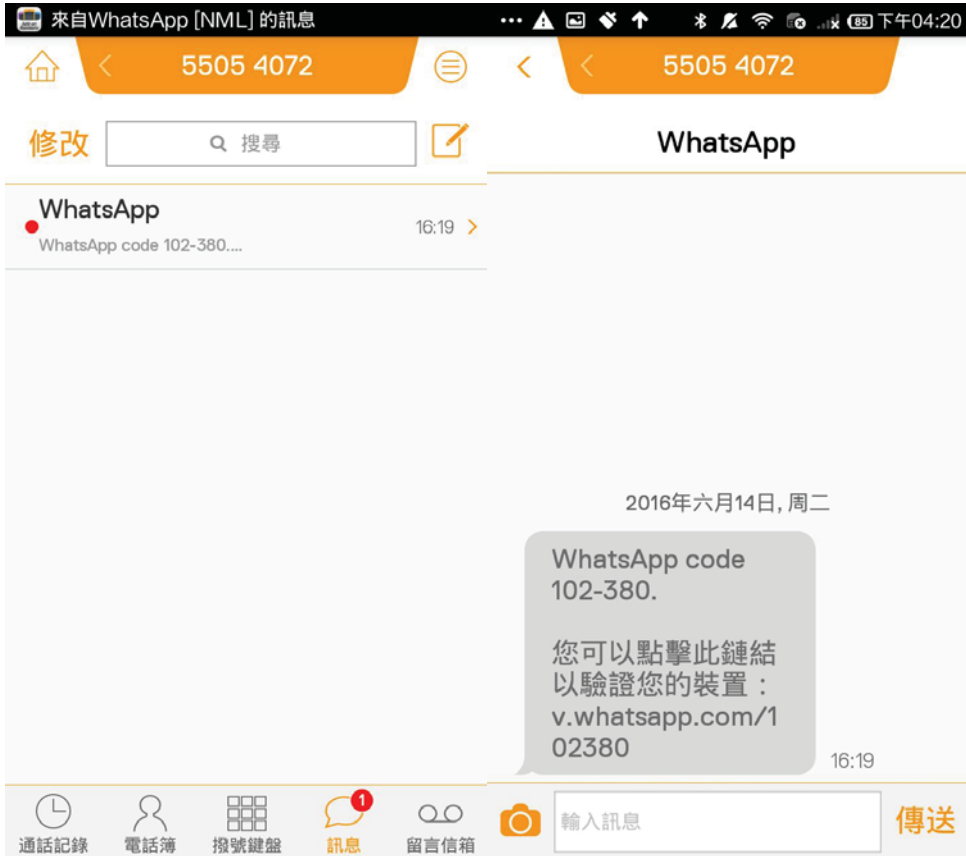 來自WhatsApp [NML] 的訊息
85 下午04:20
5505 4072
修改
搜尋
WhatsApp
WhatsApp code 102-380....
16:19
通話記錄
電話簿
撥號鍵盤
1
訊息
留言信箱
5505 4072
WhatsApp
2016年六月14日, 周二
WhatsApp code
102-380.
您可以點擊此鏈結
以驗證您的裝置：
v.whatsapp.com/1
02380
16:19
輸入訊息
傳送